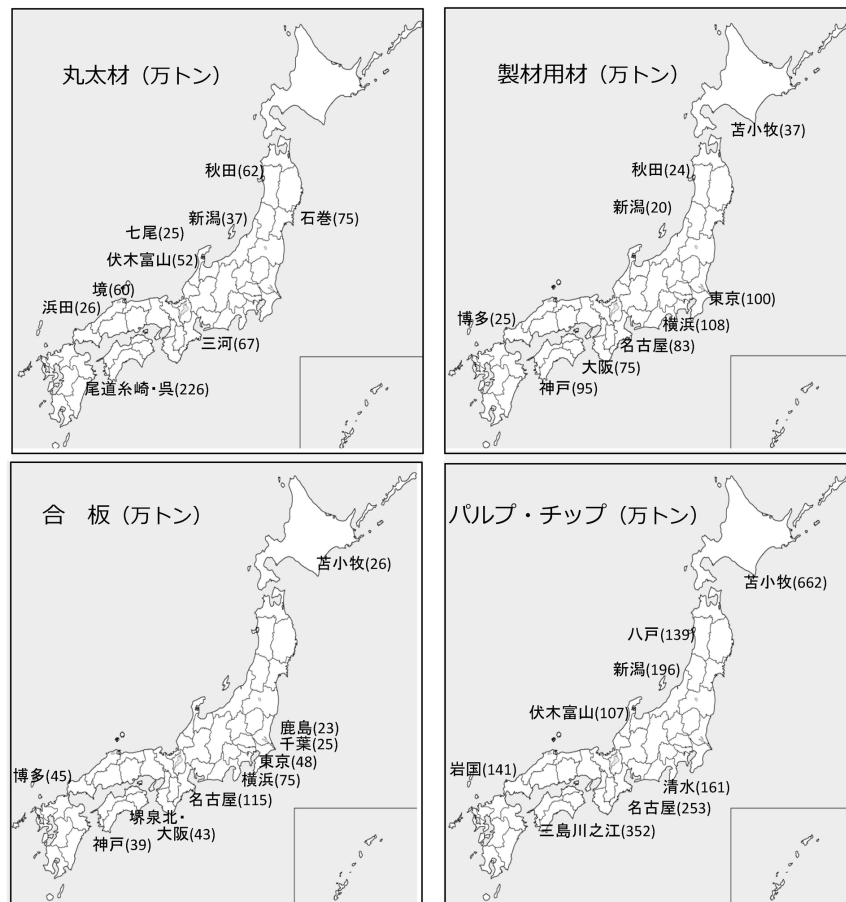 丸太材（万トン）
秋田(62)
新潟(37)
石巻(75)
七尾(25)
伏木富山(52)
境(60)
浜田(26)
三河(67)
尾道糸崎・呉(226)
製材用材（万トン）
苫小牧(37)
秋田(24)
新潟(20)
東京(100)
博多(25)
横浜(108)
名古屋(83)
大阪(75)
神戸(95)
合　板（万トン）
苫小牧(26)
鹿島(23)
千葉(25)
東京(48)
博多(45)
横浜(75)
名古屋(115)
堺泉北・
大阪(43)
神戸(39)
パルプ・チップ（万トン）
苫小牧(662)
八戸(139)
新潟(196)
伏木富山(107)
岩国(141)
清水(161)
名古屋(253)
三島川之江(352)